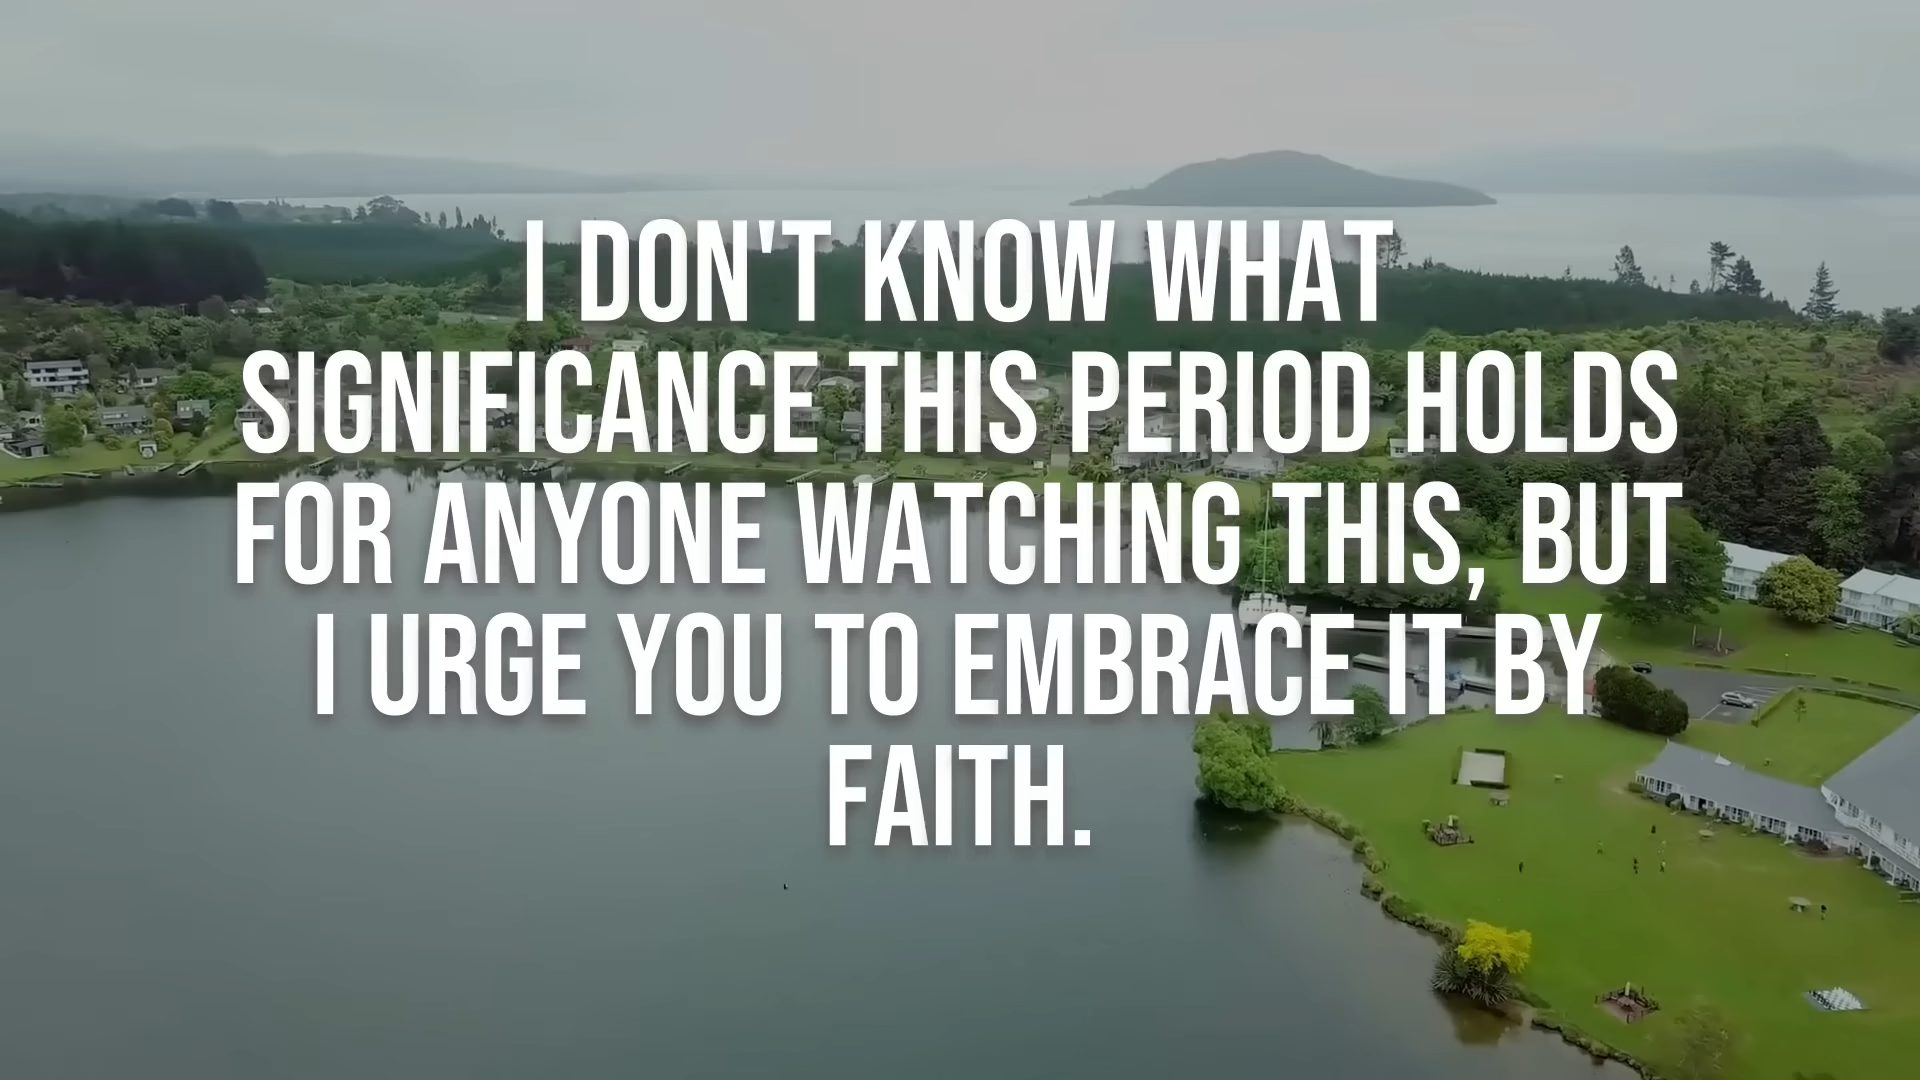 I DON'T KNOW WHAT
SIGNIFICANCE THIS PERIOD HOLDS
FOR ANYONE WATCHING THIS, BUT
I URGE YOU TO EMBRACE IT BY
FAITH.